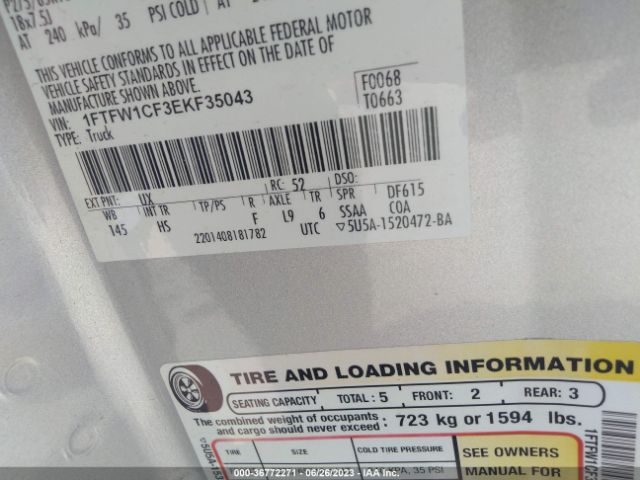 18x7.5J
AT 240 kPa/ 35 PSI COLD AT
THIS VEHICLE CONFORMS TO ALL APPLICABLE FEDERAL MOTOR
VEHICLE SAFETY STANDARDS IN EFFECT ON THE DATE OF
MANUFACTURE SHOWN ABOVE.
VIN: 1FTFW1CF3EKF35043
TYPE: Truck
F0068
T0663
EXT PNT: UX RC: 52 DSO:
WB INT TR TP/PS R AXLE TR SPR DF615
145 HS F L9 6 SSAA COA
2201408181782 UTC ▽5U5A-1520472-BA
TIRE AND LOADING INFORMATION
SEATING CAPACITY TOTAL: 5 FRONT: 2 REAR: 3
The combined weight of occupants and cargo should never exceed: 723 kg or 1594 lbs.
TIRE SIZE COLD TIRE PRESSURE SEE OWNERS
35 PSI MANUAL FOR
000-36772271 - 06/26/2023 - IAA Inc.